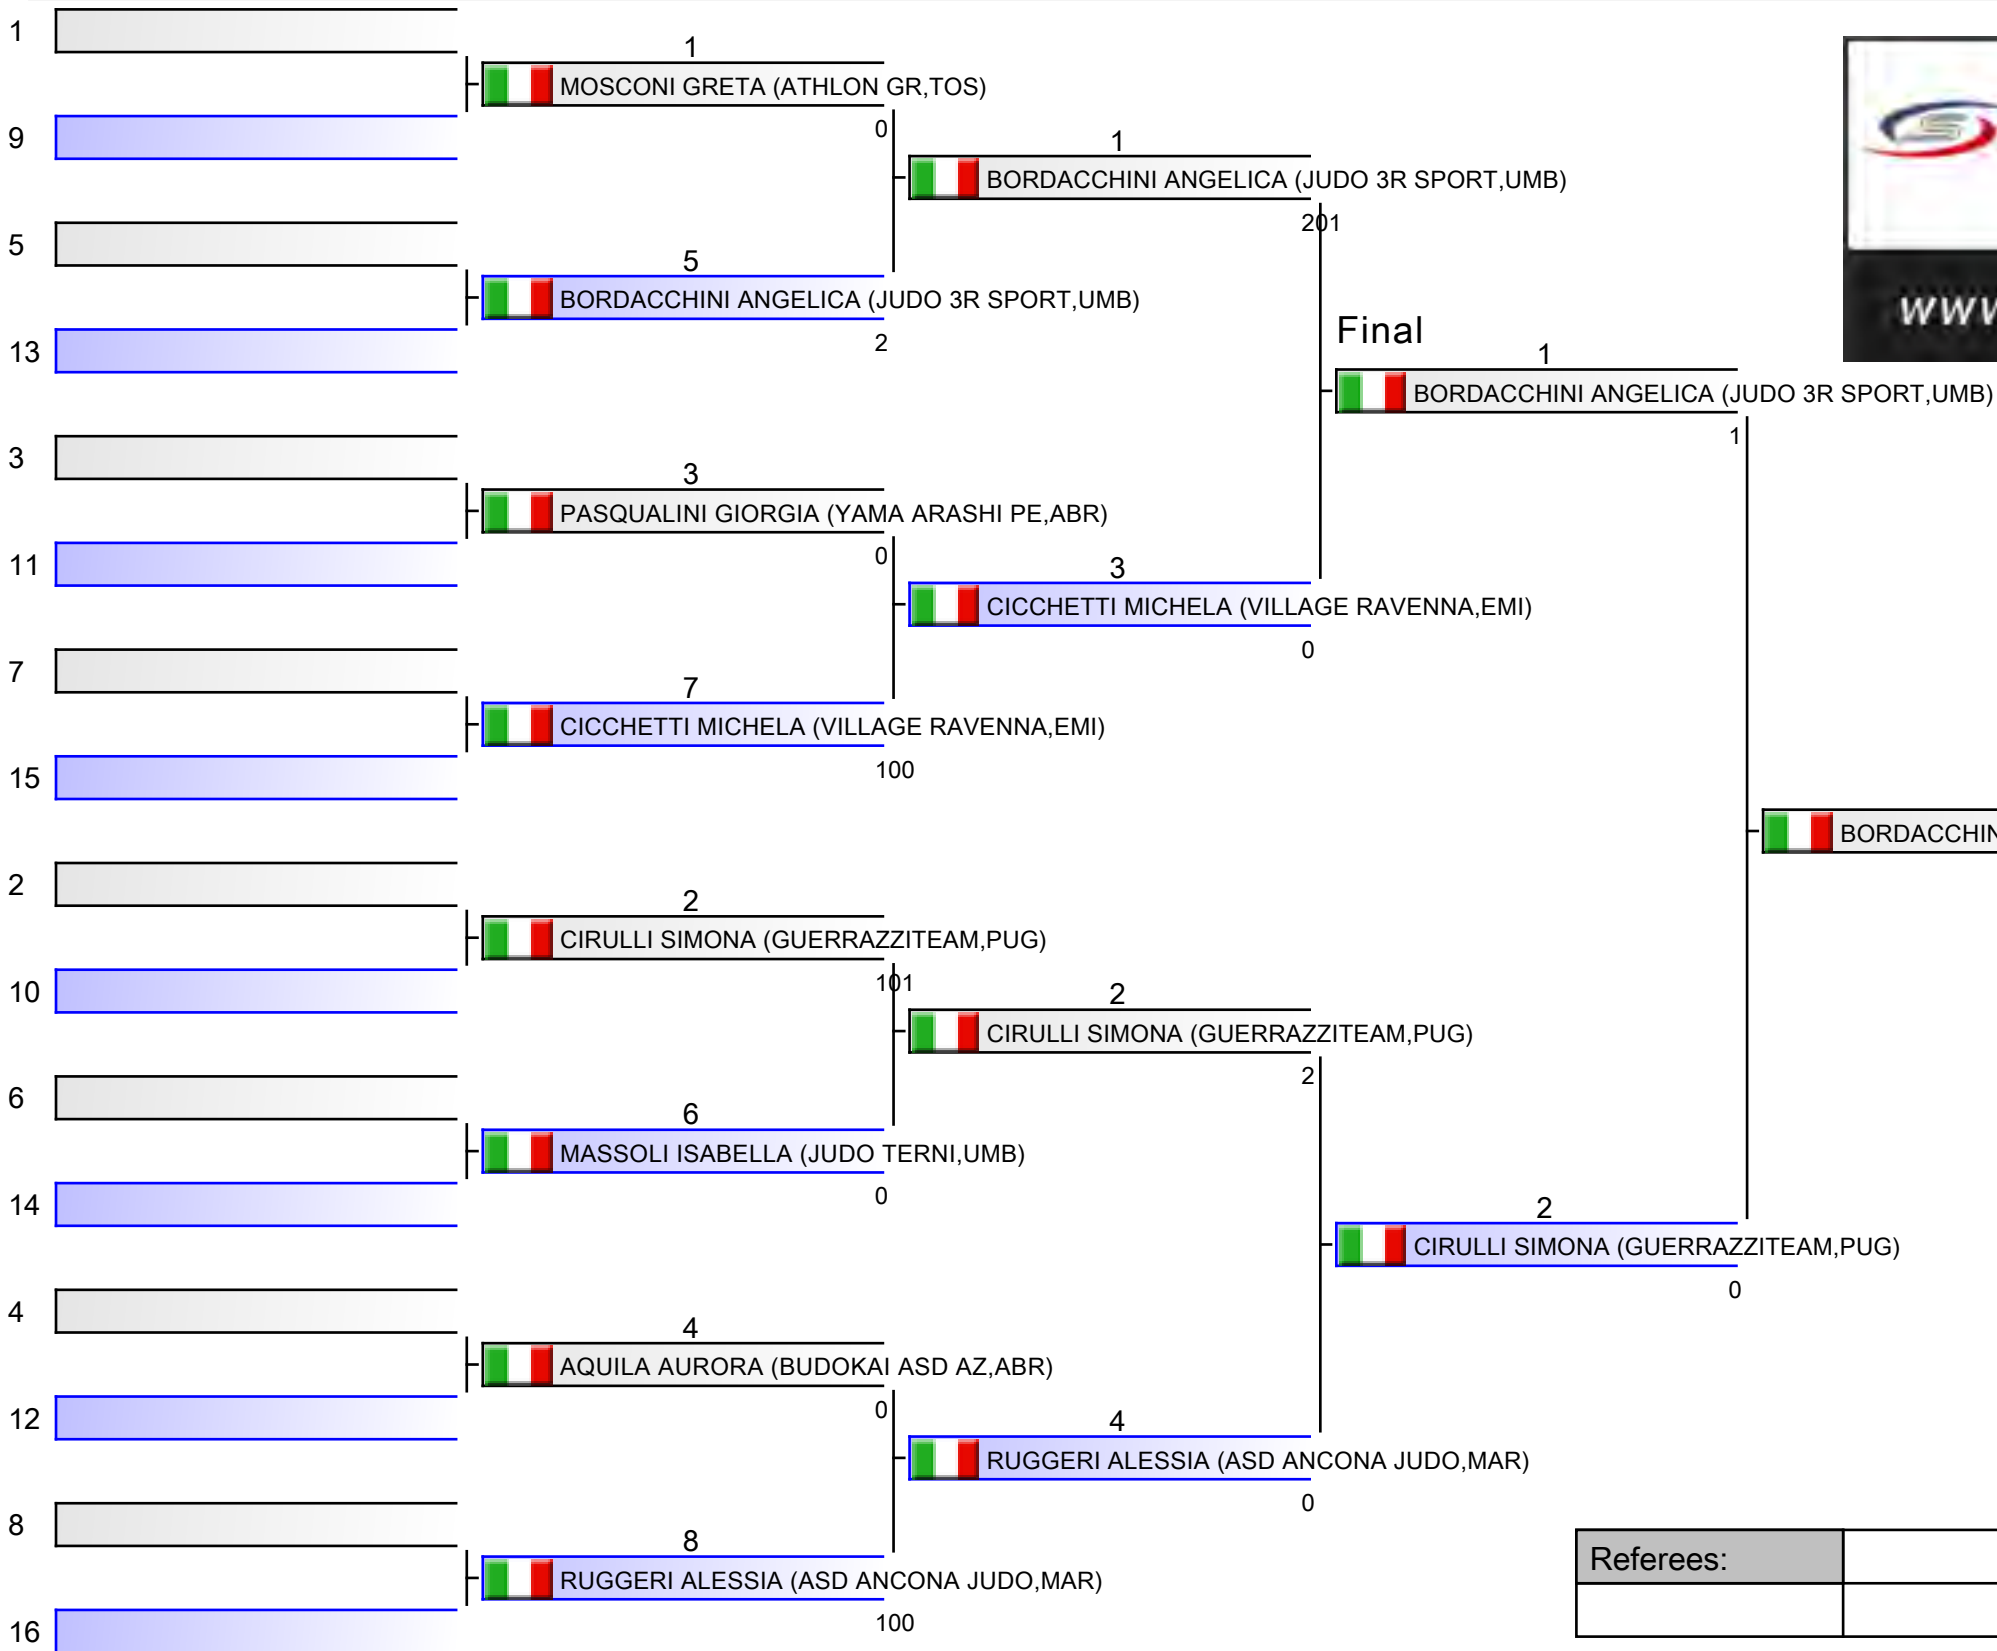 1
1
MOSCONI GRETA (ATHLON GR,TOS)
0
9
1
BORDACCHINI ANGELICA (JUDO 3R SPORT,UMB)
201
5
5
BORDACCHINI ANGELICA (JUDO 3R SPORT,UMB)
2
13
www
Final
1
BORDACCHINI ANGELICA (JUDO 3R SPORT,UMB)
1
3
3
PASQUALINI GIORGIA (YAMA ARASHI PE,ABR)
0
11
3
CICCHETTI MICHELA (VILLAGE RAVENNA,EMI)
0
7
7
CICCHETTI MICHELA (VILLAGE RAVENNA,EMI)
100
15
BORDACCHIN
2
2
CIRULLI SIMONA (GUERRAZZITEAM,PUG)
101
10
2
CIRULLI SIMONA (GUERRAZZITEAM,PUG)
2
6
6
MASSOLI ISABELLA (JUDO TERNI,UMB)
0
14
2
CIRULLI SIMONA (GUERRAZZITEAM,PUG)
0
4
4
AQUILA AURORA (BUDOKAI ASD AZ,ABR)
0
12
4
RUGGERI ALESSIA (ASD ANCONA JUDO,MAR)
0
8
8
RUGGERI ALESSIA (ASD ANCONA JUDO,MAR)
100
16
Referees: